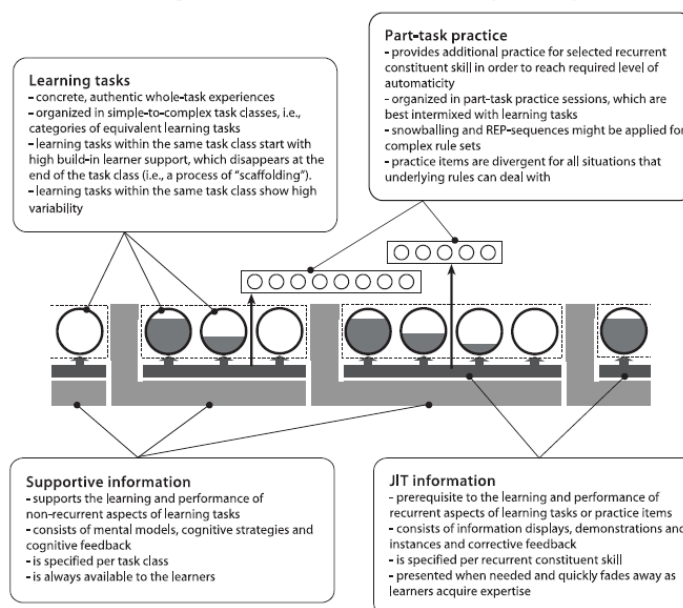 Part-task practice
- provides additional practice for selected recurrent
constituent skill in order to reach required level of
automaticity
- organized in part-task practice sessions, which are
best intermixed with learning tasks
- snowballing and REP-sequences might be applied for
complex rule sets
- practice items are divergent for all situations that
underlying rules can deal with
Learning tasks
- concrete, authentic whole-task experiences
- organized in simple-to-complex task classes, i.e.,
categories of equivalent learning tasks
- learning tasks within the same task class start with
high build-in learner support, which disappears at the
end of the task class (i.e., a process of “scaffolding”).
- learning tasks within the same task class show high
variability
Supportive information
- supports the learning and performance of
non-recurrent aspects of learning tasks
- consists of mental models, cognitive strategies and
cognitive feedback
- is specified per task class
- is always available to the learners
JIT information
- prerequisite to the learning and performance of
recurrent aspects of learning tasks or practice items
- consists of information displays, demonstrations and
instances and corrective feedback
- is specified per recurrent constituent skill
- presented when needed and quickly fades away as
learners acquire expertise